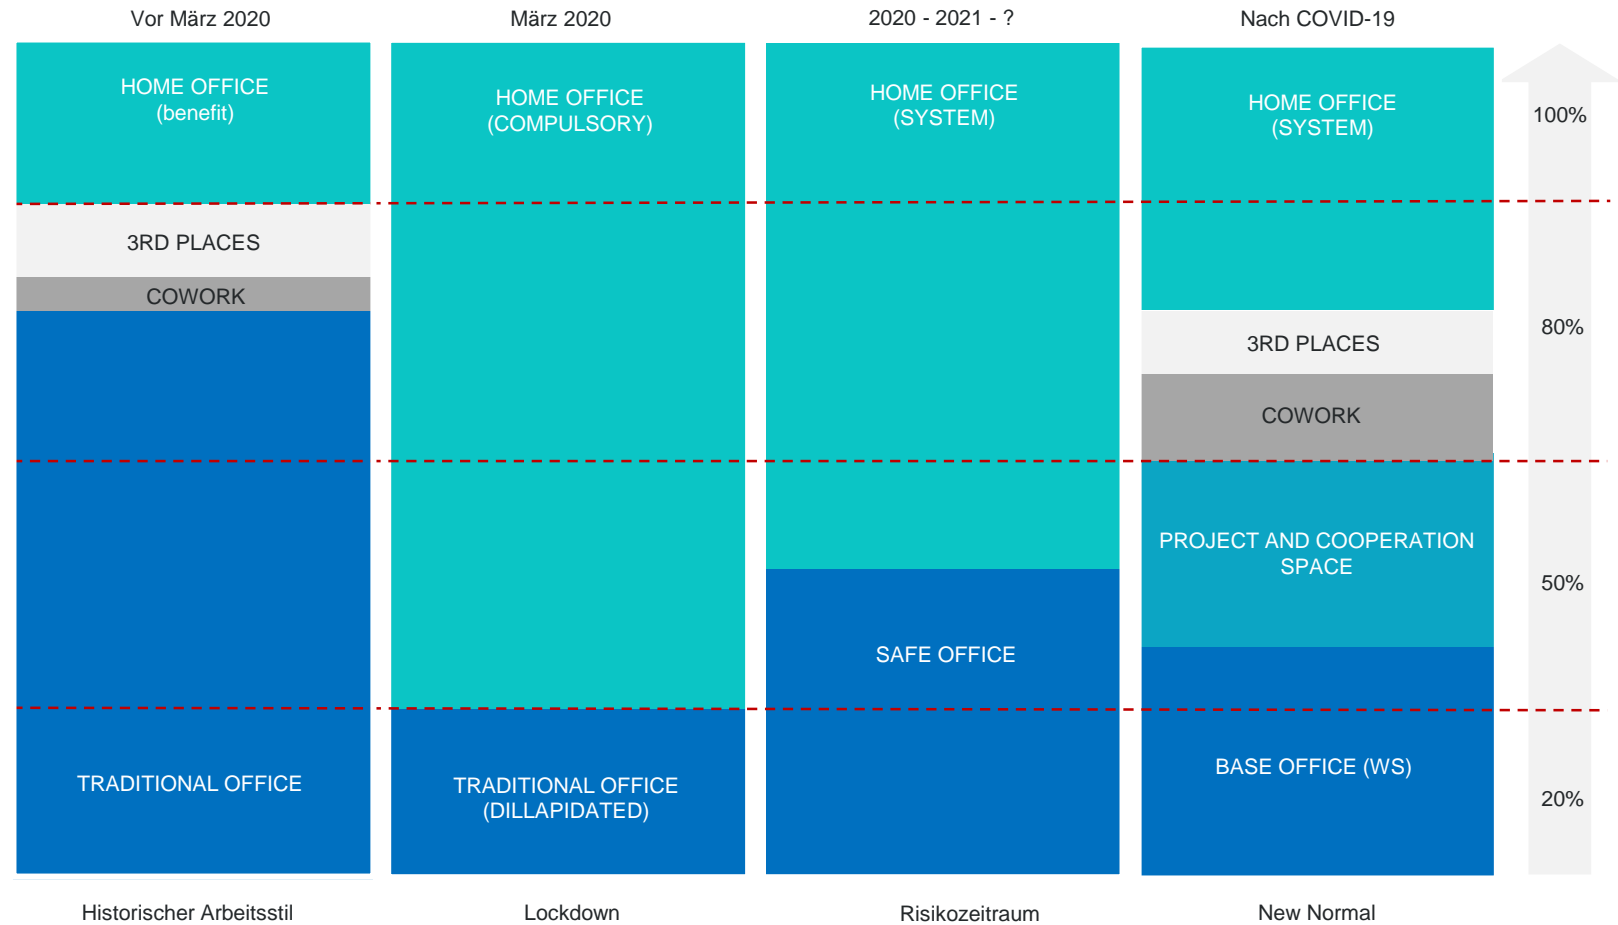 Vor März 2020
März 2020
2020 - 2021 - ?
Nach COVID-19
HOME OFFICE
(benefit)
3RD PLACES
COWORK
TRADITIONAL OFFICE
HOME OFFICE
(COMPULSORY)
TRADITIONAL OFFICE
(DILLAPIDATED)
HOME OFFICE
(SYSTEM)
SAFE OFFICE
HOME OFFICE
(SYSTEM)
3RD PLACES
COWORK
PROJECT AND COOPERATION
SPACE
BASE OFFICE (WS)
100%
80%
50%
20%
Historischer Arbeitsstil
Lockdown
Risikozeitraum
New Normal